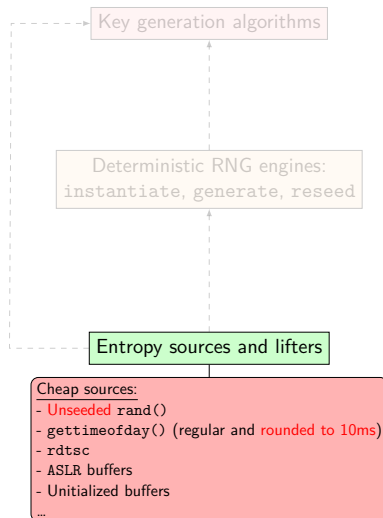 Key generation algorithms
Deterministic RNG engines:
instantiate, generate, reseed
Entropy sources and lifters
Cheap sources:
- Unseeded rand()
- gettimeofday() (regular and rounded to 10ms)
- rdtsc
- ASLR buffers
- Unitialized buffers
...